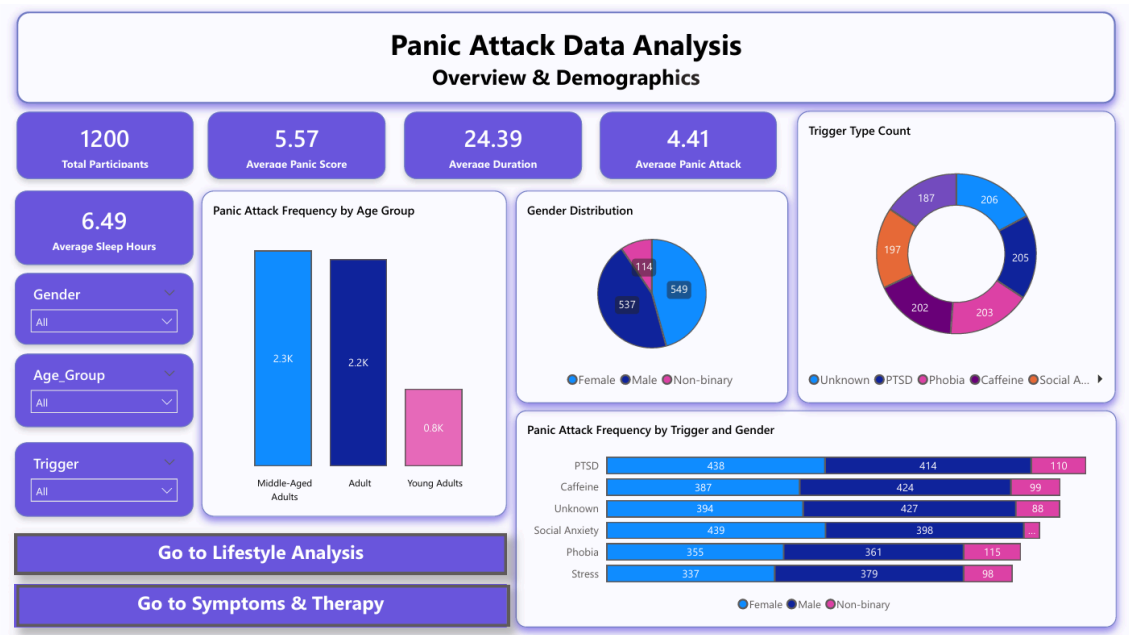 Panic Attack Data Analysis
Overview & Demographics
1200
Total Participants
5.57
Average Panic Score
24.39
Average Duration
4.41
Average Panic Attack
Trigger Type Count
187
206
197
205
202
203
Unknown PTSD Phobia Caffeine Social A...
6.49
Average Sleep Hours
Gender
All
Age_Group
All
Trigger
All
Panic Attack Frequency by Age Group
2.3K
2.2K
0.8K
Middle-Aged
Adults
Adult
Young Adults
Gender Distribution
114
549
537
Female Male Non-binary
Panic Attack Frequency by Trigger and Gender
PTSD 438 414 110
Caffeine 387 424 99
Unknown 394 427 88
Social Anxiety 439 398 ...
Phobia 355 361 115
Stress 337 379 98
Female Male Non-binary
Go to Lifestyle Analysis
Go to Symptoms & Therapy